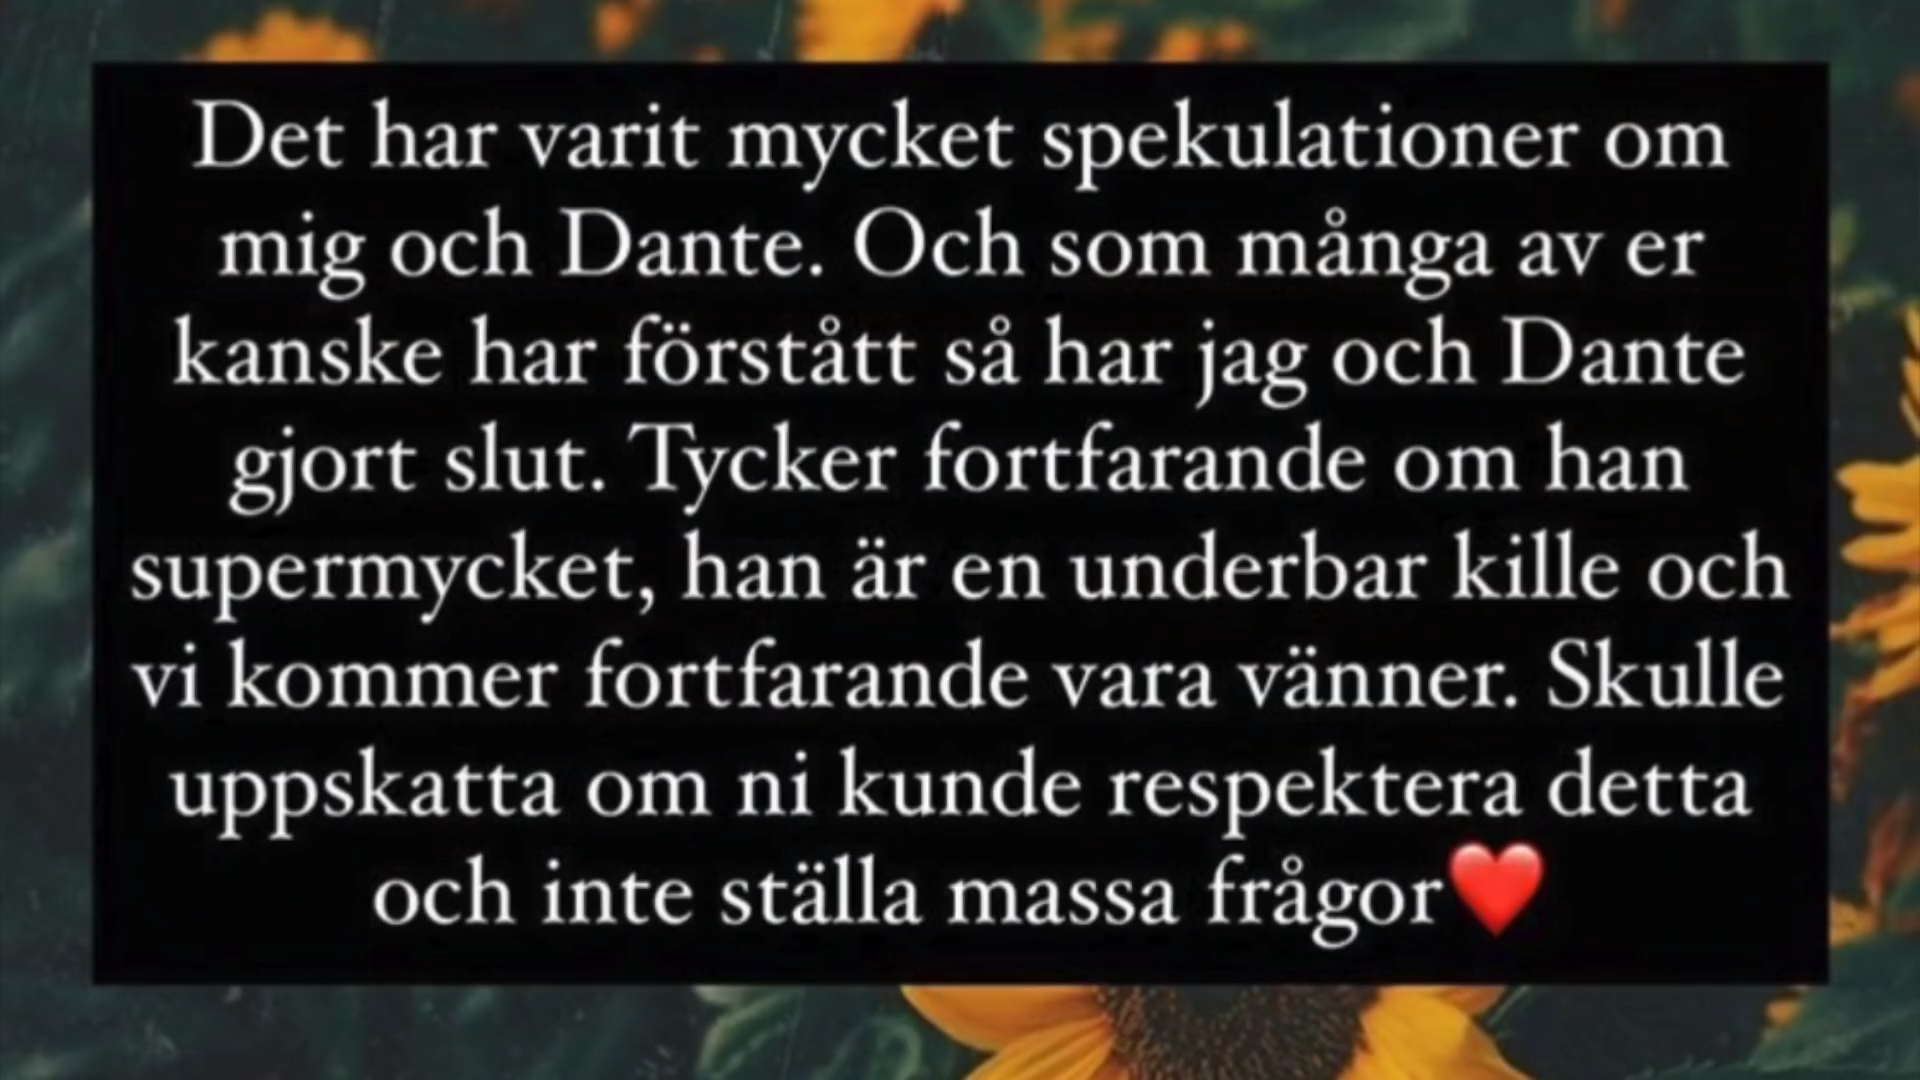 Det har varit mycket spekulationer om
mig och Dante. Och som många av er
kanske har förstått så har jag och Dante
gjort slut. Tycker fortfarande om han
supermycket, han är en underbar kille och
vi kommer fortfarande vara vänner. Skulle
uppskatta om ni kunde respektera detta
och inte ställa massa frågor❤️